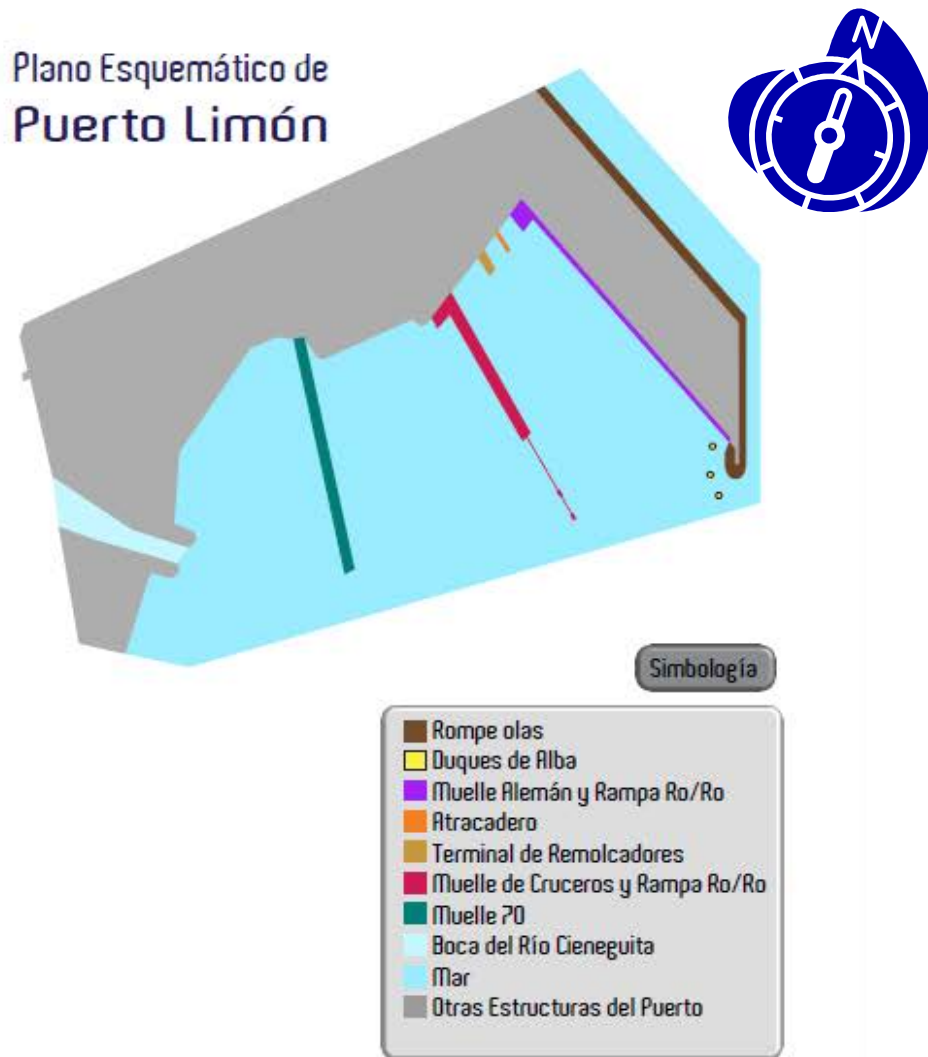 Plano Esquemático de
Puerto Limón
N
Simbología
Rompe olas
Duques de Alba
Muelle Alemán y Rampa Ro/Ro
Atracadero
Terminal de Remolcadores
Muelle de Cruceros y Rampa Ro/Ro
Muelle 70
Boca del Río Cieneguita
Mar
Otras Estructuras del Puerto